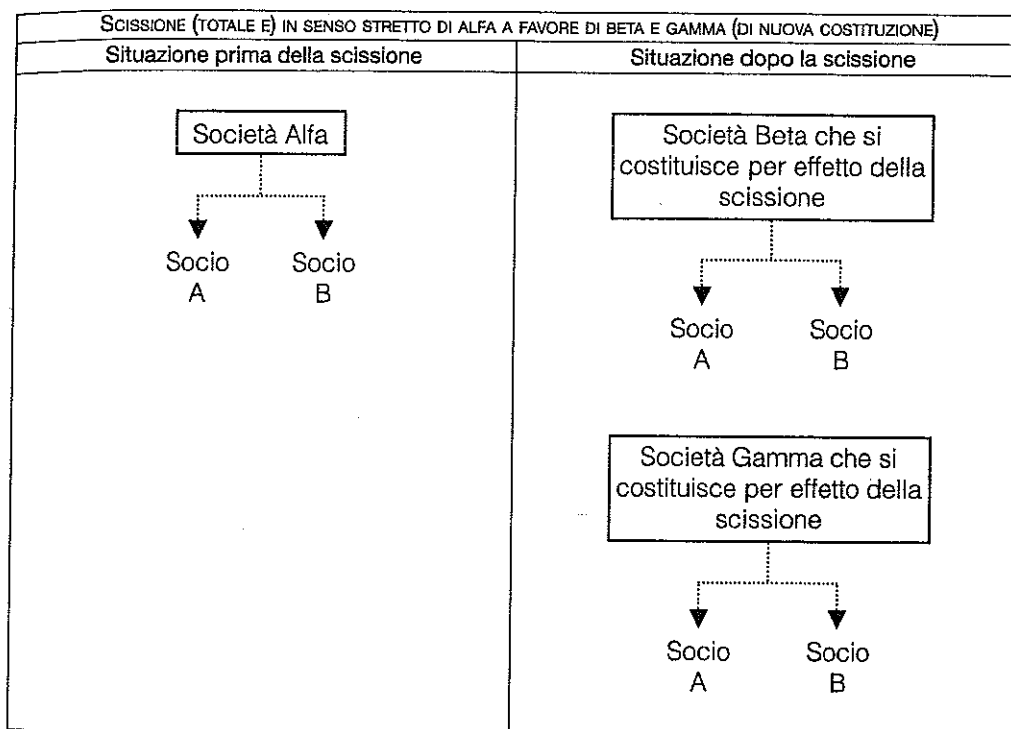 SCISSIONE (TOTALE E) IN SENSO STRETTO DI ALFA A FAVORE DI BETA E GAMMA (DI NUOVA COSTITUZIONE)
Situazione prima della scissione
Situazione dopo la scissione
Società Alfa
Socio A
Socio B
Società Beta che si
costituisce per effetto della
scissione
Socio A
Socio B
Società Gamma che si
costituisce per effetto della
scissione
Socio A
Socio B